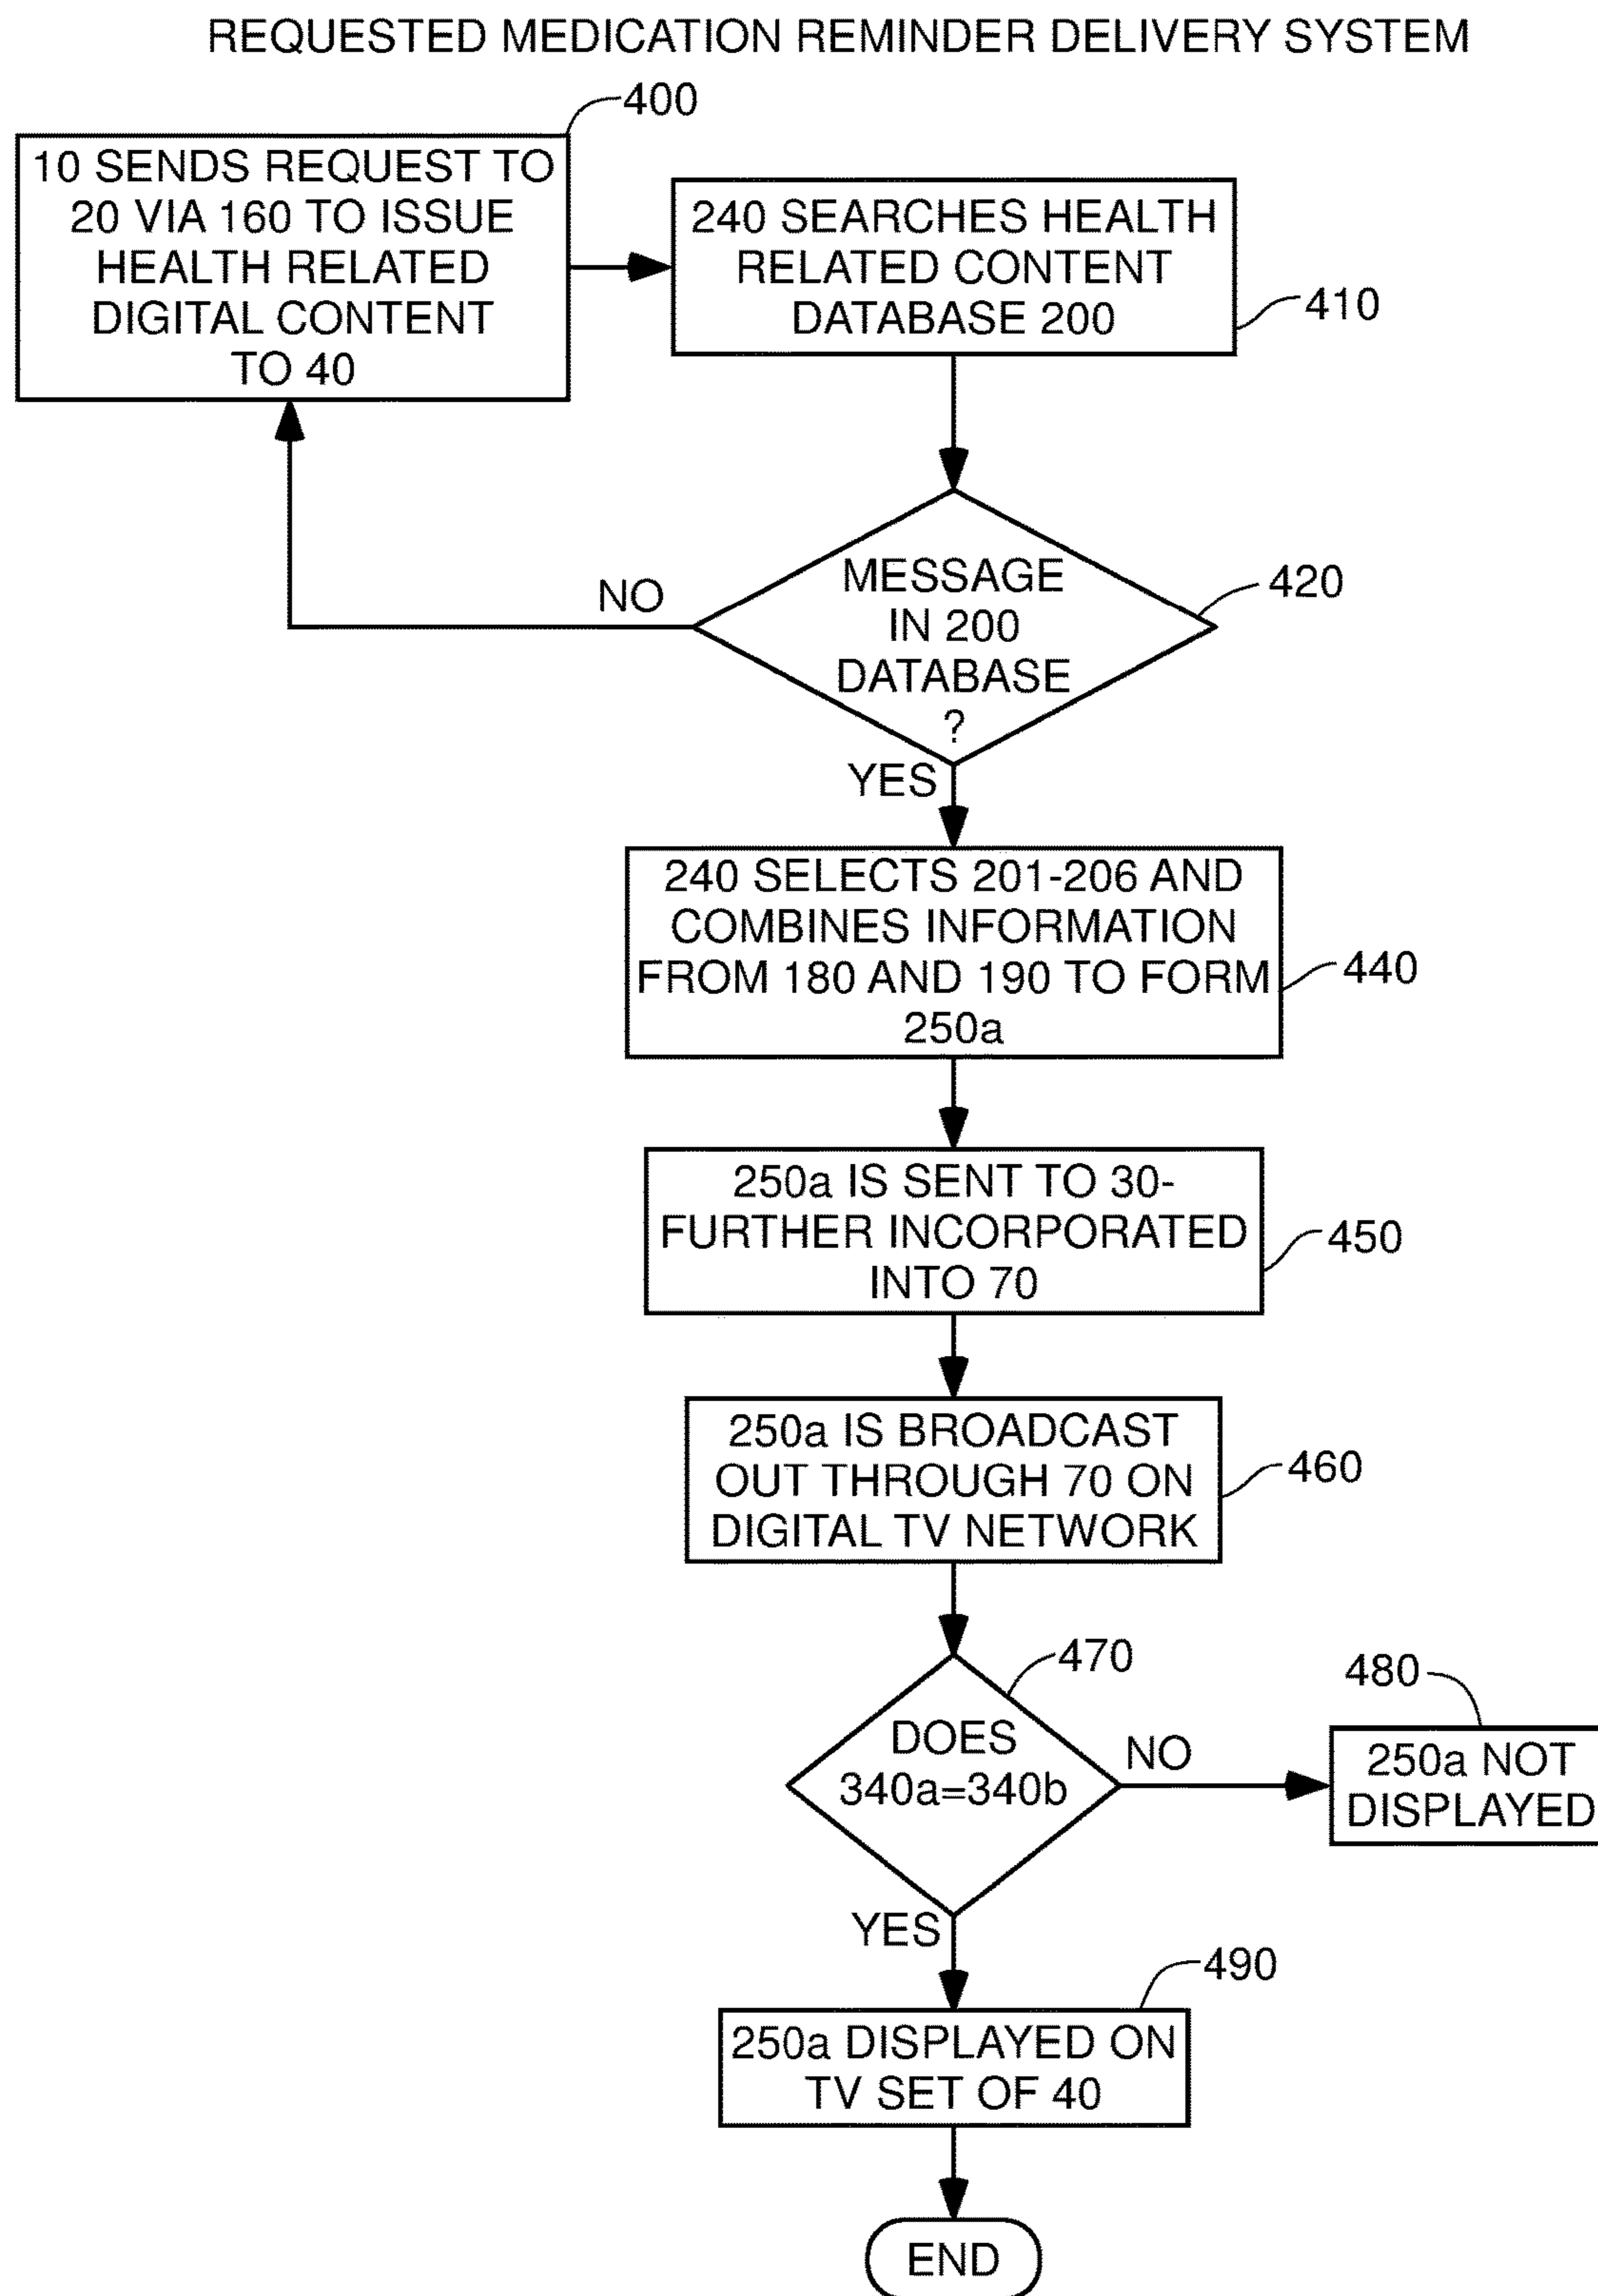 REQUESTED MEDICATION REMINDER DELIVERY SYSTEM
400
10 SENDS REQUEST TO
20 VIA 160 TO ISSUE
HEALTH RELATED
DIGITAL CONTENT
TO 40
240 SEARCHES HEALTH
RELATED CONTENT
DATABASE 200
410
MESSAGE
IN 200
DATABASE
?
420
NO
YES
240 SELECTS 201-206 AND
COMBINES INFORMATION
FROM 180 AND 190 TO FORM
250a
440
250a IS SENT TO 30-
FURTHER INCORPORATED
INTO 70
450
250a IS BROADCAST
OUT THROUGH 70 ON
DIGITAL TV NETWORK
460
DOES
340a=340b
470
NO
480
250a NOT
DISPLAYED
YES
490
250a DISPLAYED ON
TV SET OF 40
END